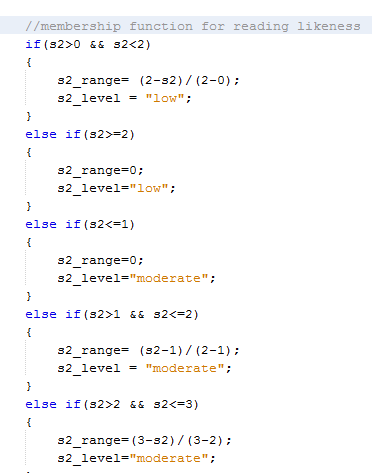 //membership function for reading likeness
if(s2>0 && s2<2)
{
s2_range= (2-s2)/(2-0);
s2_level = "low";
}
else if(s2>=2)
{
s2_range=0;
s2_level="low";
}
else if(s2<=1)
{
s2_range=0;
s2_level="moderate";
}
else if(s2>1 && s2<=2)
{
s2_range= (s2-1)/(2-1);
s2_level = "moderate";
}
else if(s2>2 && s2<=3)
{
s2_range=(3-s2)/(3-2);
s2_level="moderate";